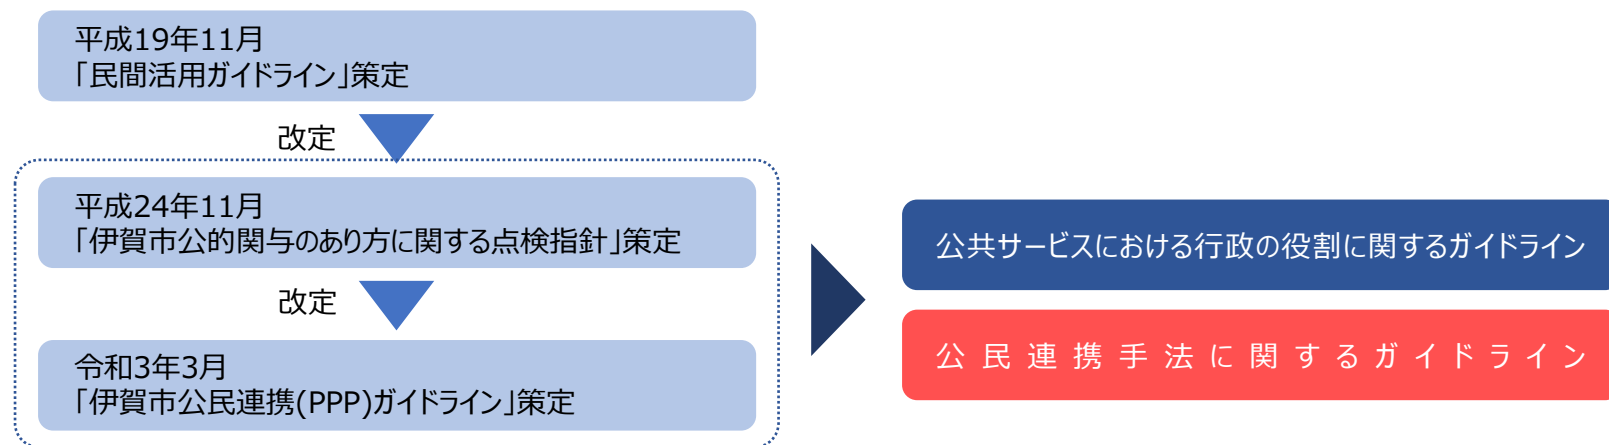 平成19年11月
「民間活用ガイドライン」策定
改定
平成24年11月
「伊賀市公的関与のあり方に関する点検指針」策定
改定
令和3年3月
「伊賀市公民連携(PPP)ガイドライン」策定
公共サービスにおける行政の役割に関するガイドライン
公民連携手法に関するガイドライン